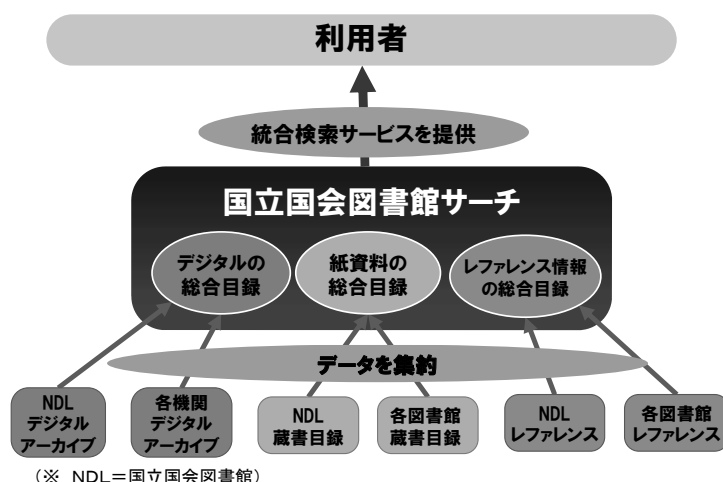 利用者
統合検索サービスを提供
国立国会図書館サーチ
デジタルの
総合目録
紙資料の
総合目録
レファレンス情報
の総合目録
データを集約
NDL
デジタル
アーカイブ
各機関
デジタル
アーカイブ
NDL
蔵書目録
各図書館
蔵書目録
NDL
レファレンス
各図書館
レファレンス
（※ NDL＝国立国会図書館）